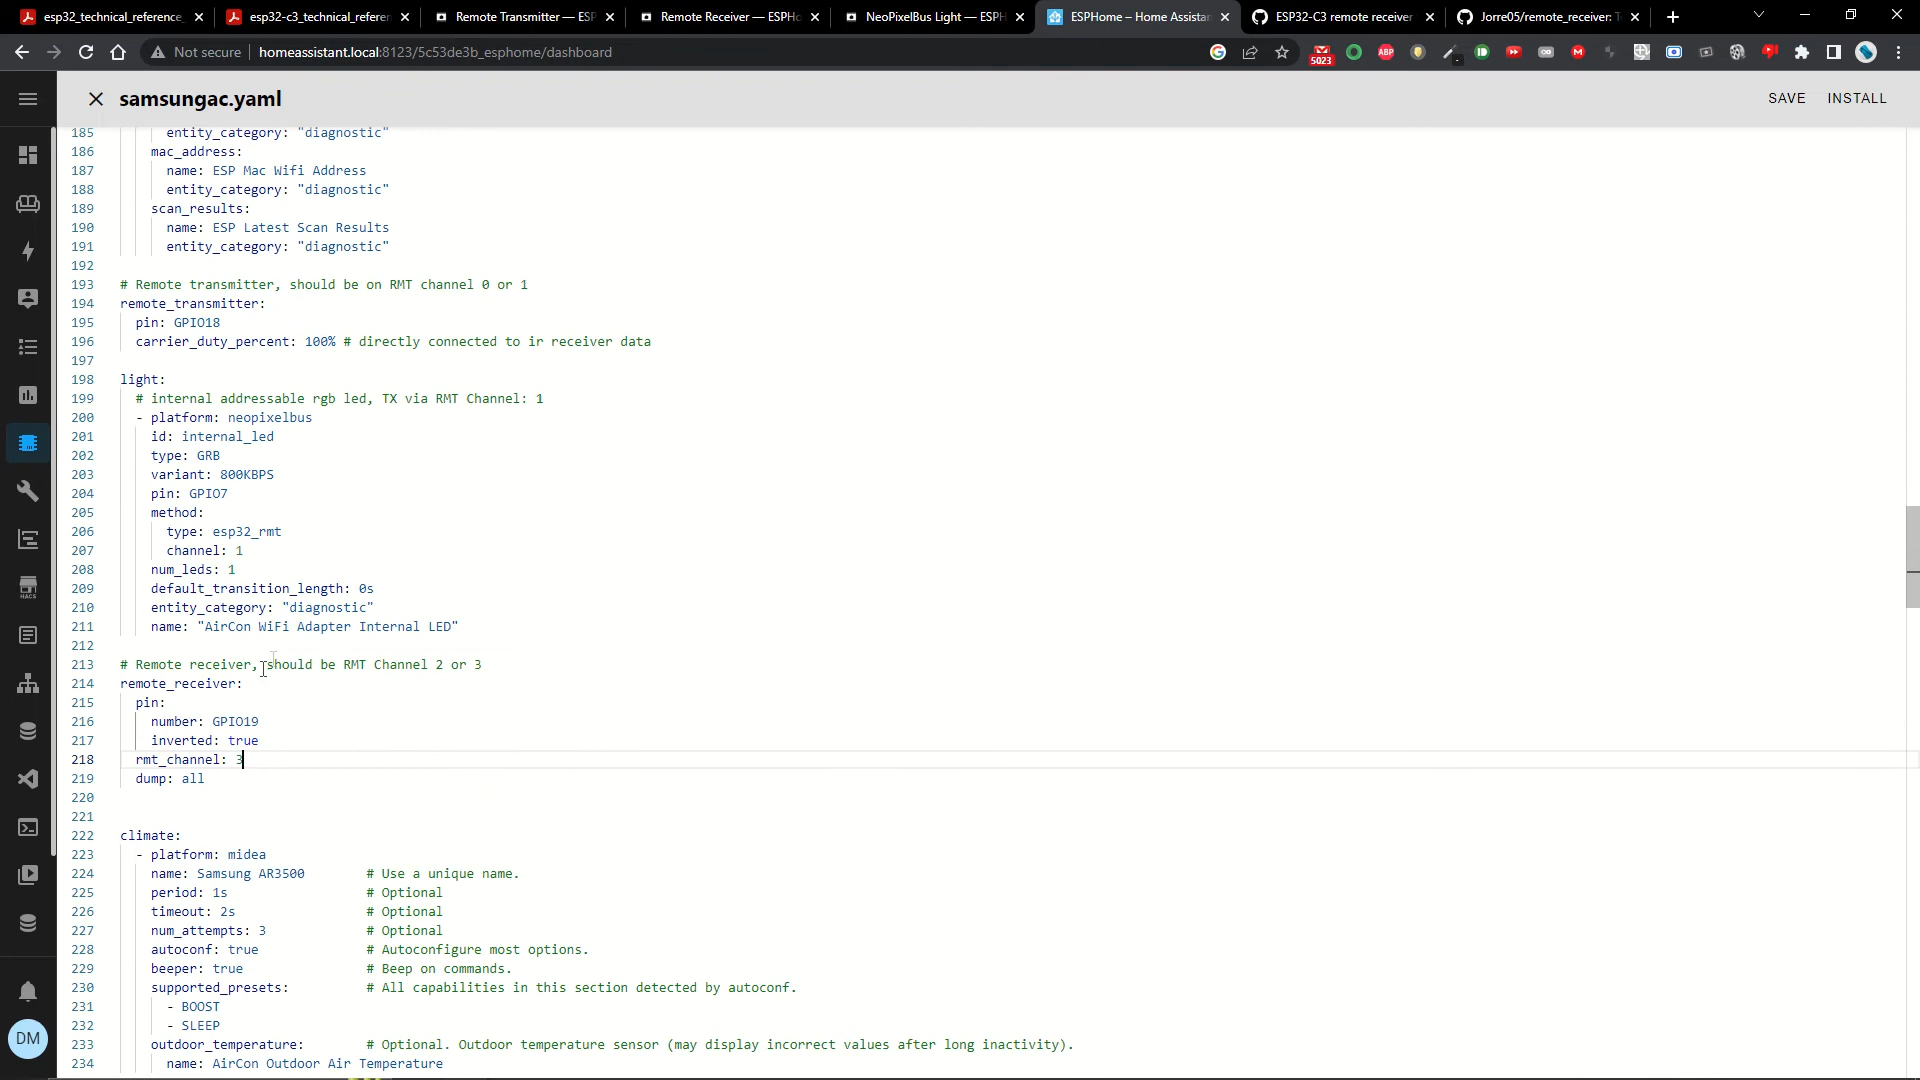 esp32_technical_reference_
esp32-c3_technical_referen
Remote Transmitter — ESPH
Remote Receiver — ESPHo
NeoPixelBus Light — ESPH
ESPHome – Home Assistan
ESP32-C3 remote receiver
Jorre05/remote_receiver: T
Not secure
homeassistant.local:8123/5c53de3b_esphome/dashboard
5023
ABP
samsungac.yaml
SAVE
INSTALL
185 entity_category: "diagnostic"
186 mac_address:
187 name: ESP Mac Wifi Address
188 entity_category: "diagnostic"
189 scan_results:
190 name: ESP Latest Scan Results
191 entity_category: "diagnostic"
192
193 # Remote transmitter, should be on RMT channel 0 or 1
194 remote_transmitter:
195 pin: GPIO18
196 carrier_duty_percent: 100% # directly connected to ir receiver data
197
198 light:
199 # internal addressable rgb led, TX via RMT Channel: 1
200 - platform: neopixelbus
201 id: internal_led
202 type: GRB
203 variant: 800KBPS
204 pin: GPIO7
205 method:
206 type: esp32_rmt
207 channel: 1
208 num_leds: 1
209 default_transition_length: 0s
210 entity_category: "diagnostic"
211 name: "AirCon WiFi Adapter Internal LED"
212
213 # Remote receiver, should be RMT Channel 2 or 3
214 remote_receiver:
215 pin:
216 number: GPIO19
217 inverted: true
218 rmt_channel: 3
219 dump: all
220
221
222 climate:
223 - platform: midea
224 name: Samsung AR3500 # Use a unique name.
225 period: 1s # Optional
226 timeout: 2s # Optional
227 num_attempts: 3 # Optional
228 autoconf: true # Autoconfigure most options.
229 beeper: true # Beep on commands.
230 supported_presets: # All capabilities in this section detected by autoconf.
231 - BOOST
232 - SLEEP
233 outdoor_temperature: # Optional. Outdoor temperature sensor (may display incorrect values after long inactivity).
234 name: AirCon Outdoor Air Temperature
HACS
DM